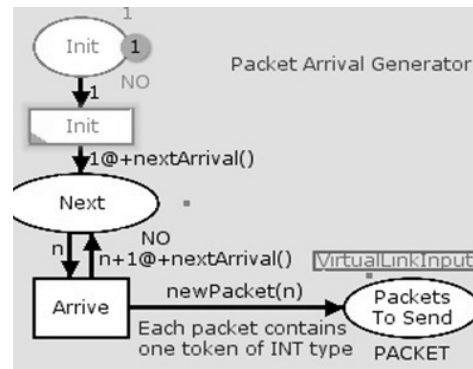 1
Init
1
NO
Packet Arrival Generator
1
Init
1@+nextArrival()
Next
NO
n
n+1@+nextArrival()
VirtualLinkInput
Arrive
newPacket(n)
Packets
To Send
Each packet contains
one token of INT type
PACKET